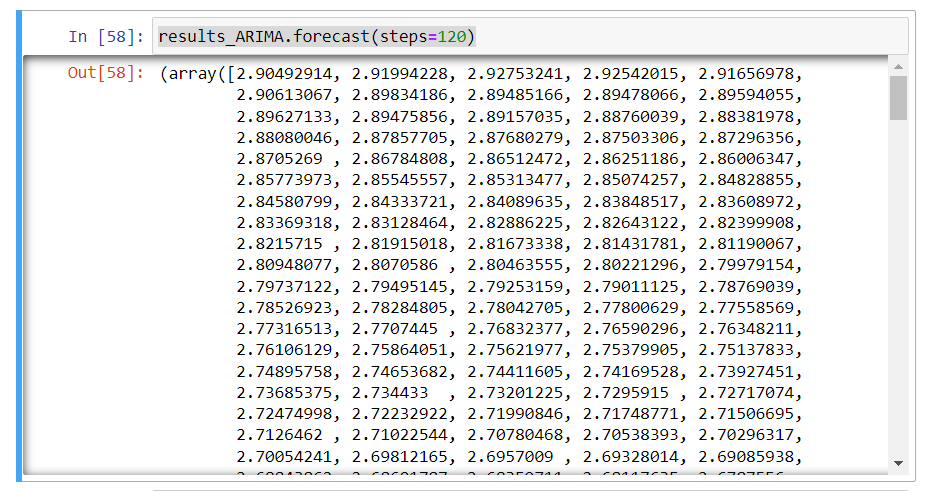 In [58]: results_ARIMA.forecast(steps=120)
Out[58]: (array([2.90492914, 2.91994228, 2.92753241, 2.92542015, 2.91656978,
2.90613067, 2.89834186, 2.89485166, 2.89478066, 2.89594055,
2.89627133, 2.89475856, 2.89157035, 2.88760039, 2.88381978,
2.88080046, 2.87857705, 2.87680279, 2.87503306, 2.87296356,
2.8705269 , 2.86784808, 2.86512472, 2.86251186, 2.86006347,
2.85773973, 2.85545557, 2.85313477, 2.85074257, 2.84828855,
2.84580799, 2.84333721, 2.84089635, 2.83848517, 2.83608972,
2.83369318, 2.83128464, 2.82886225, 2.82643122, 2.82399908,
2.8215715 , 2.81915018, 2.81673338, 2.81431781, 2.81190067,
2.80948077, 2.8070586 , 2.80463555, 2.80221296, 2.79979154,
2.79737122, 2.79495145, 2.79253159, 2.79011125, 2.78769039,
2.78526923, 2.78284805, 2.78042705, 2.77800629, 2.77558569,
2.77316513, 2.7707445 , 2.76832377, 2.76590296, 2.76348211,
2.76106129, 2.75864051, 2.75621977, 2.75379905, 2.75137833,
2.74895758, 2.74653682, 2.74411605, 2.74169528, 2.73927451,
2.73685375, 2.734433  , 2.73201225, 2.7295915 , 2.72717074,
2.72474998, 2.72232922, 2.71990846, 2.71748771, 2.71506695,
2.7126462 , 2.71022544, 2.70780468, 2.70538393, 2.70296317,
2.70054241, 2.69812165, 2.6957009 , 2.69328014, 2.69085938,